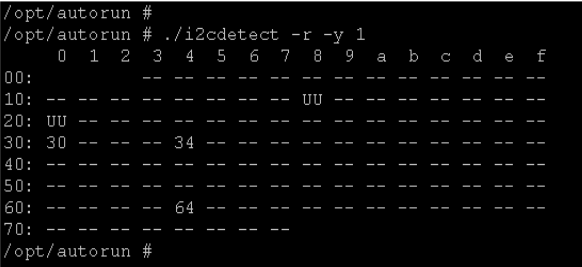 /opt/autorun #
/opt/autorun # ./i2cdetect -r -y 1
     0  1  2  3  4  5  6  7  8  9  a  b  c  d  e  f
00:          -- -- -- -- -- -- -- -- -- -- -- -- --
10: -- -- -- -- -- -- -- -- UU -- -- -- -- -- -- --
20: UU -- -- -- -- -- -- -- -- -- -- -- -- -- -- --
30: 30 -- -- -- 34 -- -- -- -- -- -- -- -- -- -- --
40: -- -- -- -- -- -- -- -- -- -- -- -- -- -- -- --
50: -- -- -- -- -- -- -- -- -- -- -- -- -- -- -- --
60: -- -- -- -- 64 -- -- -- -- -- -- -- -- -- -- --
70: -- -- -- -- -- -- -- --
/opt/autorun #